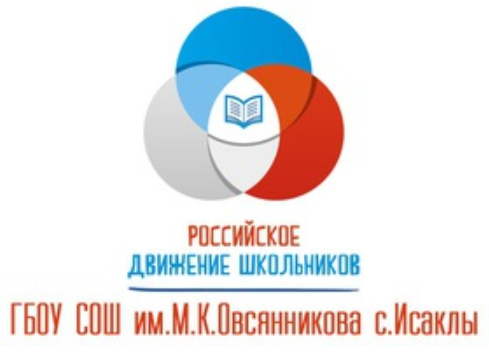 РОССИЙСКОЕ
ДВИЖЕНИЕ ШКОЛЬНИКОВ
ГБОУ СОШ им.М.К.Овсянникова с.Исаклы